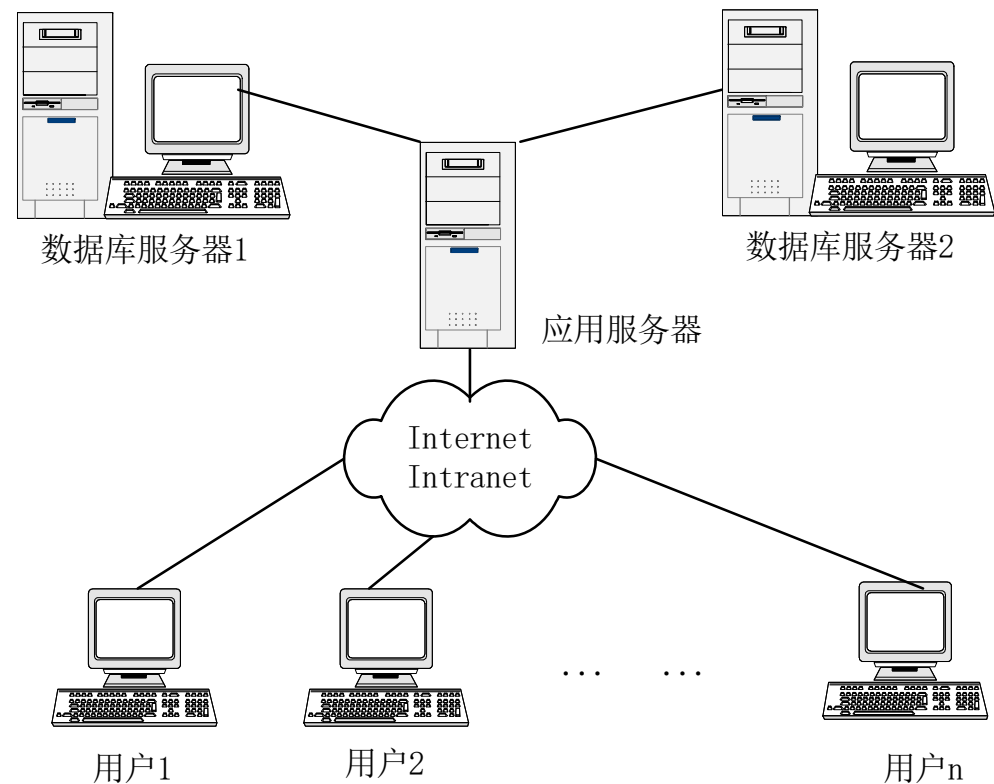 数据库服务器1
数据库服务器2
应用服务器
Internet
Intranet
... ...
用户1
用户2
用户n